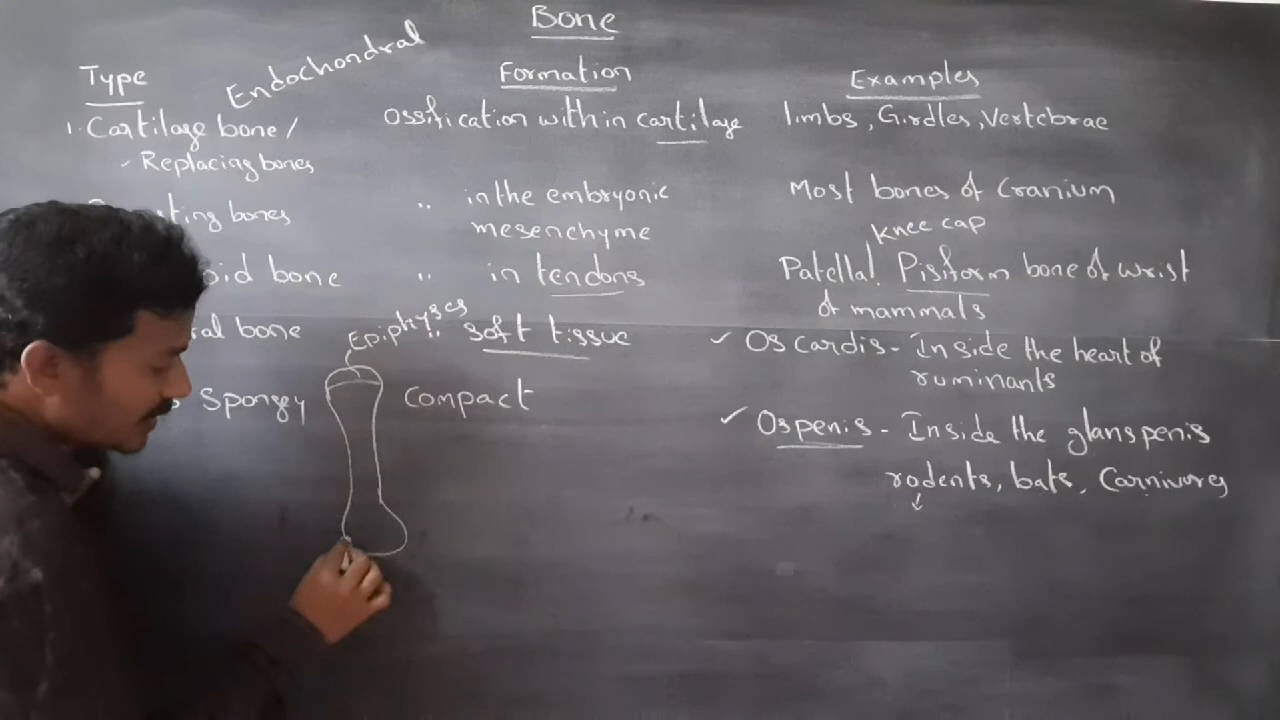 Bone
Type
Endochondral
Formation
Examples
1. Cartilage bone /
Ossification within cartilage
limbs, Girdles, Vertebrae
Replacing bones
bones
" in the embryonic
mesenchyme
Most bones of Cranium
knee cap
bone
" in tendons
Patella / Pisiform bone of wrist
of mammals
bone
Epiphyses
" Soft tissue
✓ Os cardis - Inside the heart of
ruminants
Spongy
Compact
✓ Os penis - Inside the glans penis
rodents, bats, Carnivores